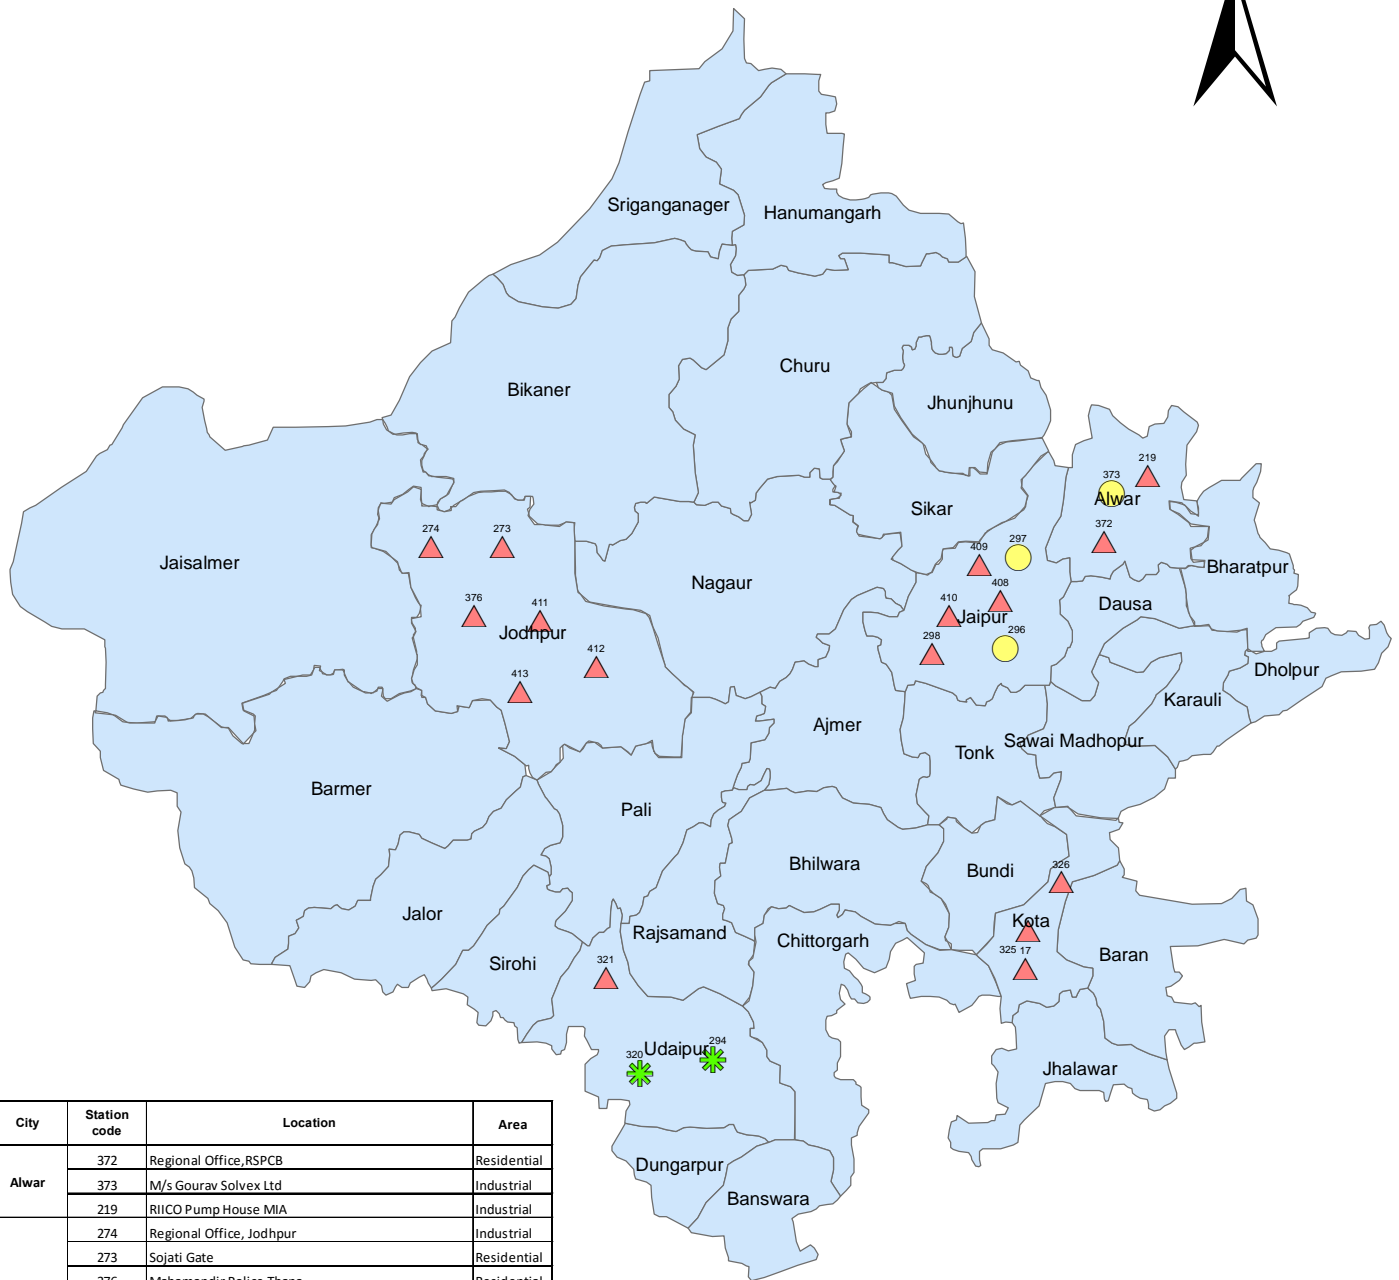 Sriganganager
Hanumangarh
Churu
Bikaner
Jhunjhunu
219
373
Alwar
Sikar
372
274
273
409
297
Jaisalmer
Bharatpur
Nagaur
376
411
410
408
Dausa
Jodhpur
Jaipur
298
296
412
Dholpur
413
Karauli
Ajmer
Sawai Madhopur
Tonk
Barmer
Pali
Bhilwara
326
Bundi
Jalor
Kota
Rajsamand
Chittorgarh
325 17
Baran
Sirohi
321
320
Udaipur
294
Jhalawar
Dungarpur
Banswara
City Station code Location Area
Alwar
372 Regional Office,RSPCB Residential
373 M/s Gourav Solvex Ltd Industrial
219 RIICO Pump House MIA Industrial
274 Regional Office, Jodhpur Industrial
273 Sojati Gate Residential